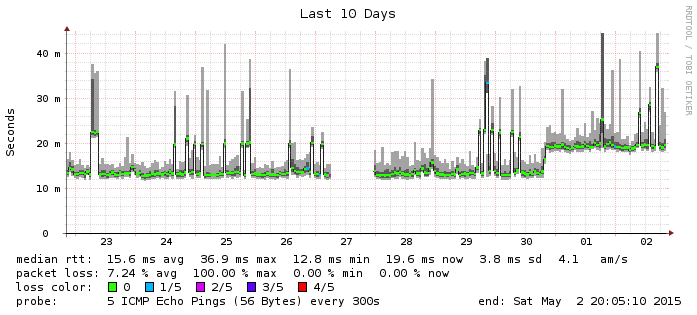 Last 10 Days
RRDTOOL / TOBI OETIKER
Seconds
40 m
30 m
20 m
10 m
0
23 24 25 26 27 28 29 30 01 02
median rtt: 15.6 ms avg 36.9 ms max 12.8 ms min 19.6 ms now 3.8 ms sd 4.1 am/s
packet loss: 7.24 % avg 100.00 % max 0.00 % min 0.00 % now
loss color: 0 1/5 2/5 3/5 4/5
probe: 5 ICMP Echo Pings (56 Bytes) every 300s end: Sat May 2 20:05:10 2015